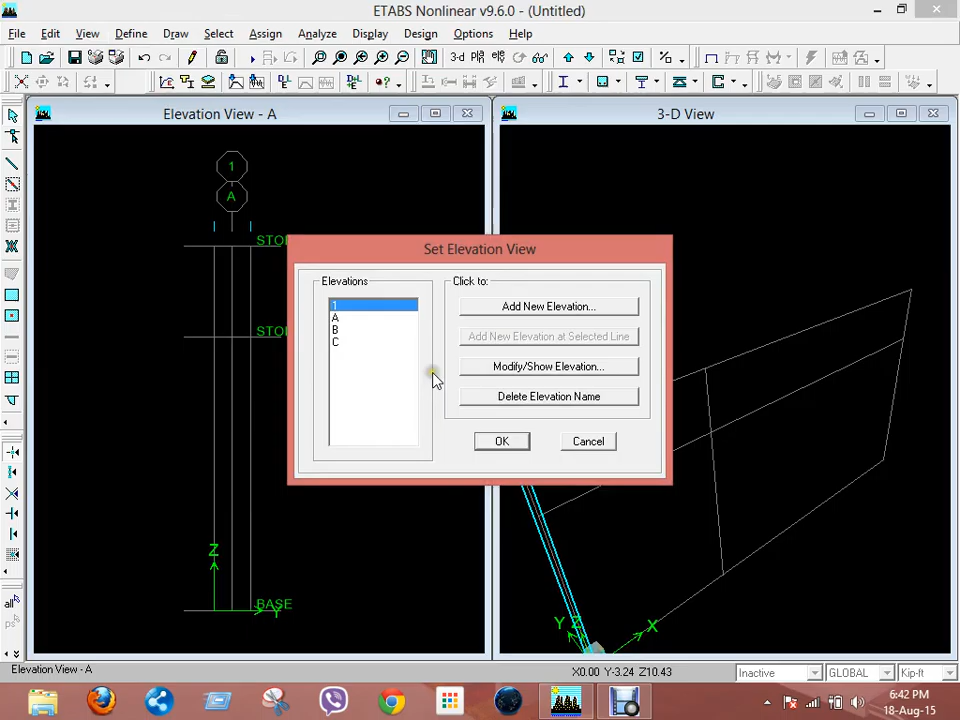 ETABS Nonlinear v9.6.0 - (Untitled)
File Edit View Define Draw Select Assign Analyze Display Design Options Help
3-d
Elevation View - A
3-D View
1
A
STO
STO
Z
BASE
Y
Y
Z
X
Set Elevation View
Elevations
1
A
B
C
Click to:
Add New Elevation...
Add New Elevation at Selected Line
Modify/Show Elevation...
Delete Elevation Name
OK
Cancel
all
ps
Elevation View - A
X0.00 Y-3.24 Z10.43
Inactive
GLOBAL
Kip-ft
6:42 PM
18-Aug-15